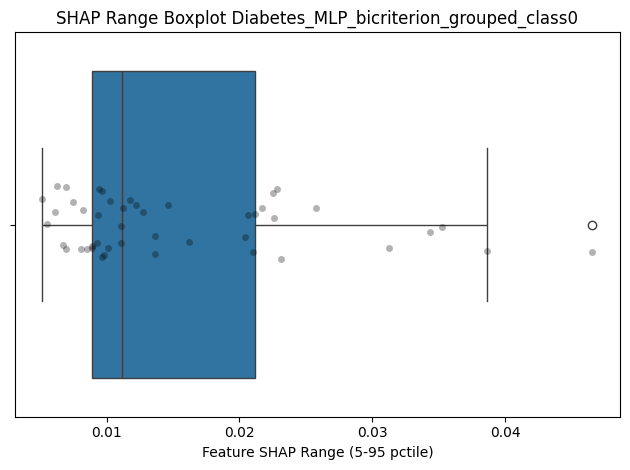 SHAP Range Boxplot Diabetes_MLP_bicriterion_grouped_class0
0.01 0.02 0.03 0.04
Feature SHAP Range (5-95 pctile)